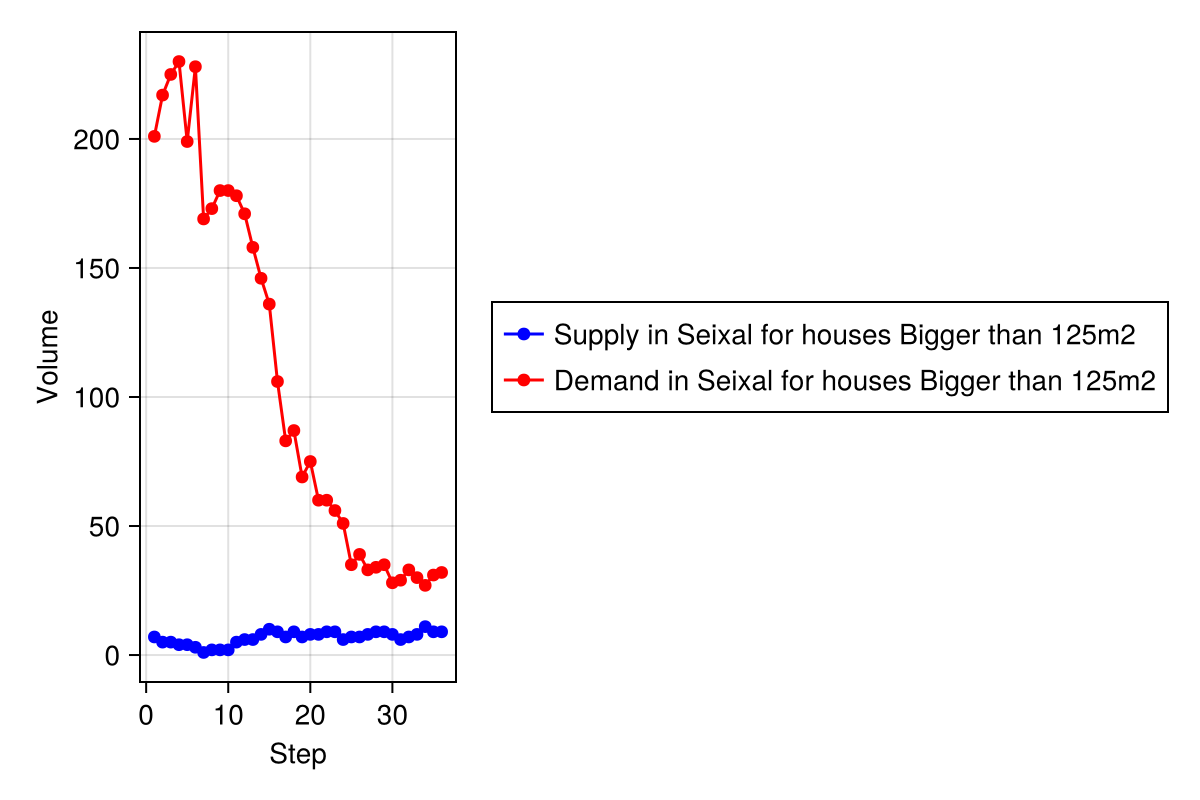 Volume
200
150
100
50
0
0 10 20 30
Step
Supply in Seixal for houses Bigger than 125m2
Demand in Seixal for houses Bigger than 125m2